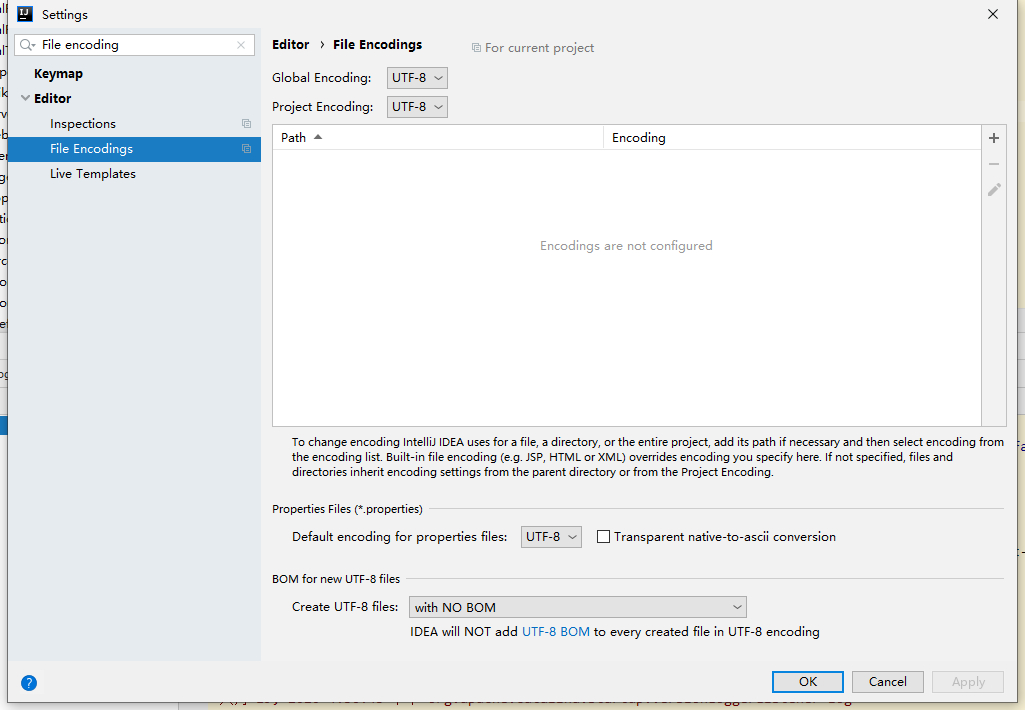 Settings
File encoding
Keymap
Editor
Inspections
File Encodings
Live Templates
Editor › File Encodings
For current project
Global Encoding: UTF-8
Project Encoding: UTF-8
Path Encoding
Encodings are not configured
To change encoding IntelliJ IDEA uses for a file, a directory, or the entire project, add its path if necessary and then select encoding from
the encoding list. Built-in file encoding (e.g. JSP, HTML or XML) overrides encoding you specify here. If not specified, files and
directories inherit encoding settings from the parent directory or from the Project Encoding.
Properties Files (*.properties)
Default encoding for properties files: UTF-8 Transparent native-to-ascii conversion
BOM for new UTF-8 files
Create UTF-8 files: with NO BOM
IDEA will NOT add UTF-8 BOM to every created file in UTF-8 encoding
?
OK Cancel Apply